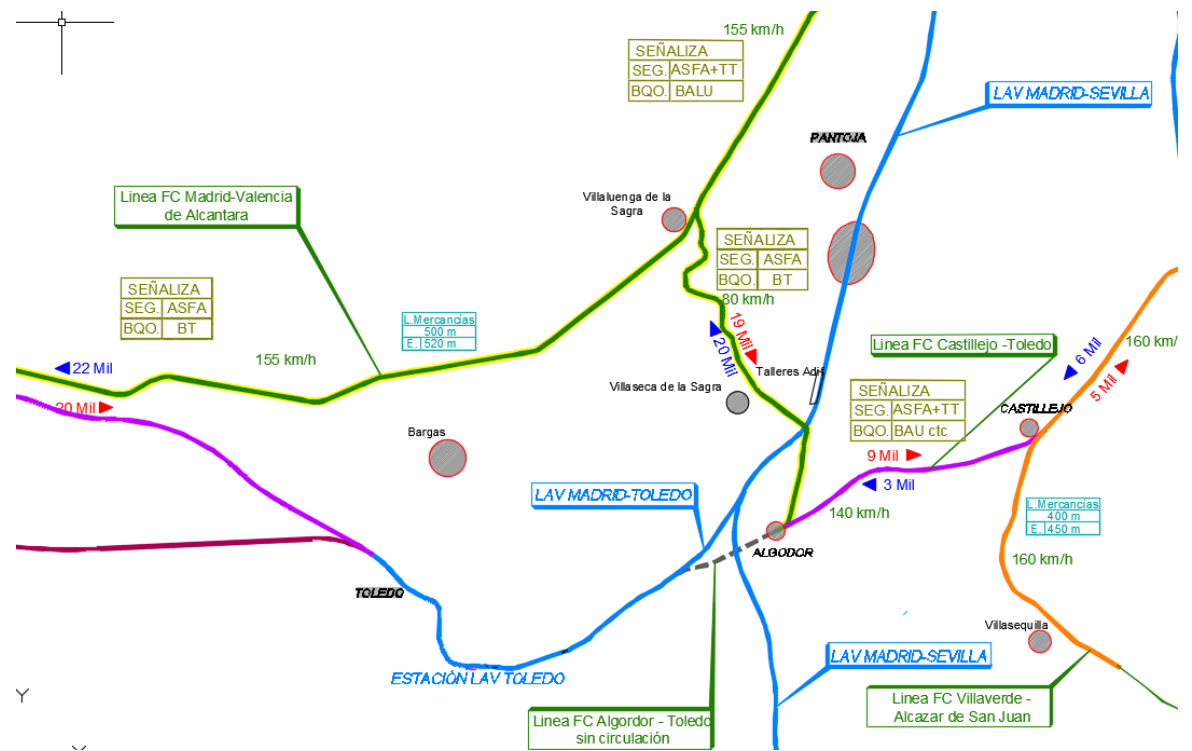 155 km/h
SEÑALIZA
SEG. ASFA+TT
BQO. BALU
LAV MADRID-SEVILLA
PANTOJA
Linea FC Madrid-Valencia
de Alcantara
Villaluenga de la
Sagra
SEÑALIZA
SEG. ASFA
BQO. BT
SEÑALIZA
SEG. ASFA
BQO. BT
80 km/h
L.Mercancías
500 m
E. 520 m
19 Mil
20 Mil
155 km/h
22 Mil
20 Mil
Linea FC Castillejo -Toledo
6 Mil
5 Mil
160 km/
Talleres Adif
Villaseca de la Sagra
SEÑALIZA
SEG. ASFA+TT
BQO. BAU ctc
CASTILLEJO
Bargas
9 Mil
3 Mil
LAV MADRID-TOLEDO
140 km/h
L.Mercancías
400 m
E. 450 m
ALGODOR
160 km/h
TOLEDO
Villasequilla
LAV MADRID-SEVILLA
ESTACIÓN LAV TOLEDO
Linea FC Villaverde -
Alcazar de San Juan
Linea FC Algordor - Toledo
sin circulación
Y